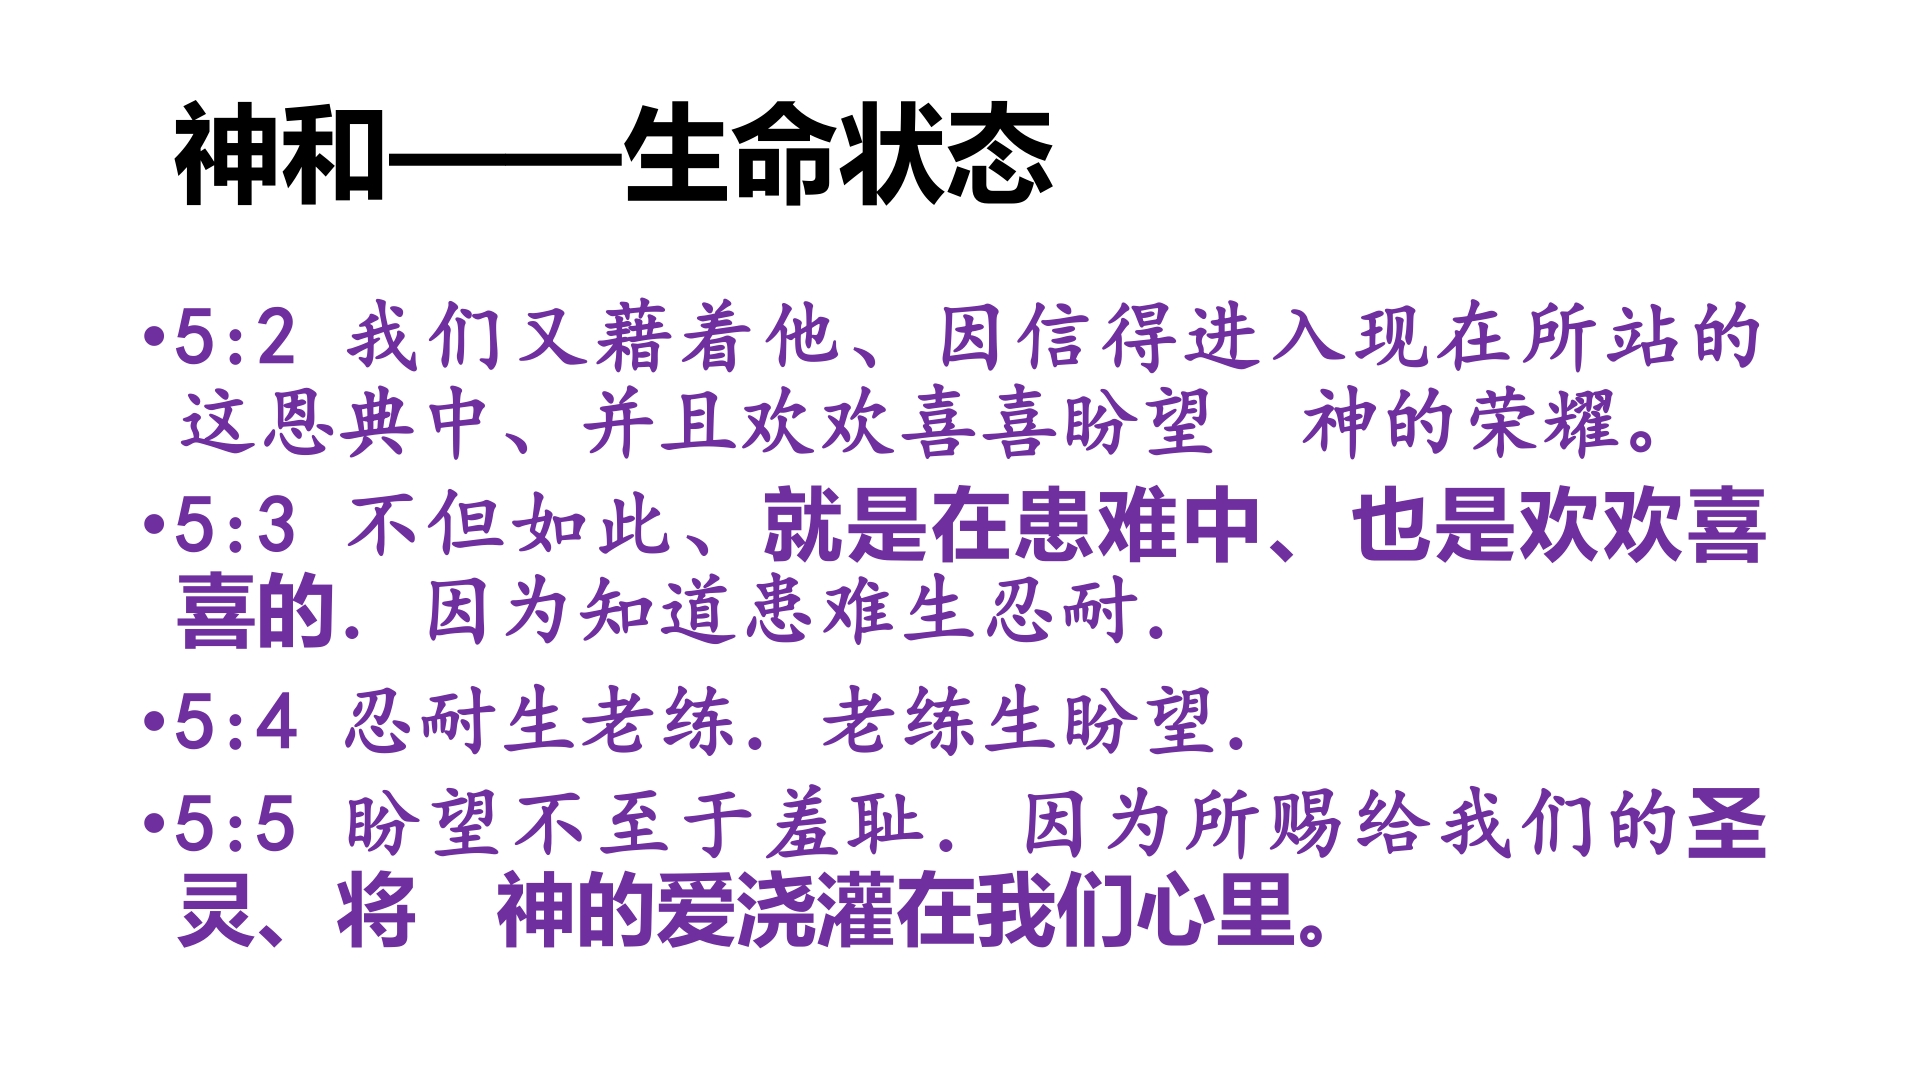 神和——生命状态
•5:2 我们又藉着他、因信得进入现在所站的
这恩典中、并且欢欢喜喜盼望　神的荣耀。
•5:3 不但如此、就是在患难中、也是欢欢喜
喜的．因为知道患难生忍耐．
•5:4 忍耐生老练．老练生盼望．
•5:5 盼望不至于羞耻．因为所赐给我们的圣
灵、将　神的爱浇灌在我们心里。